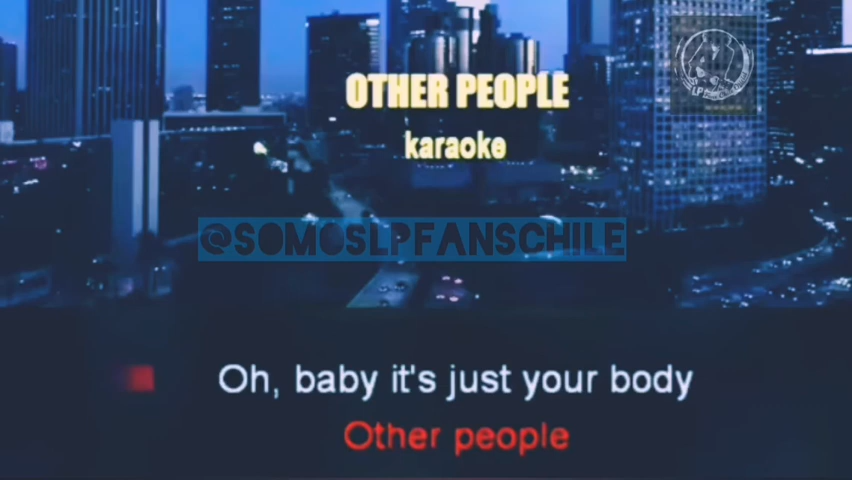 OTHER PEOPLE
karaoke
@SOMOSLPFANSCHILE
Oh, baby it's just your body
Other people